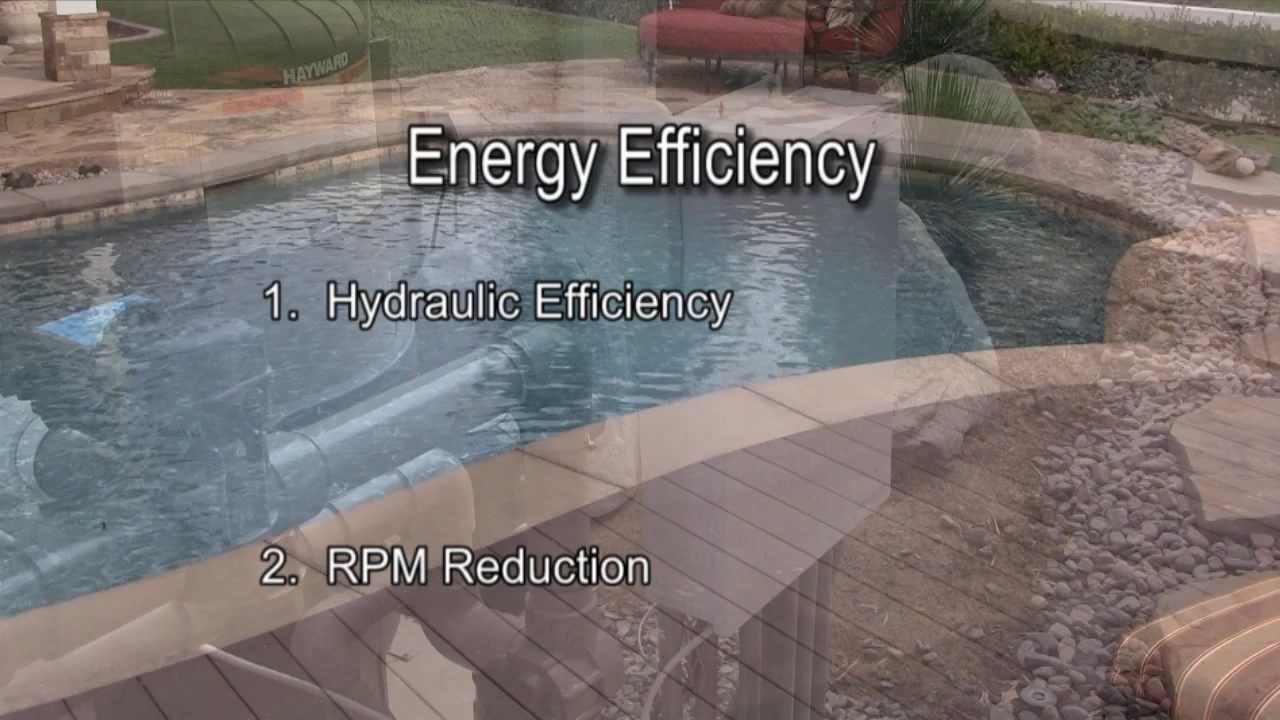 HAYWARD
Energy Efficiency
1. Hydraulic Efficiency
2. RPM Reduction